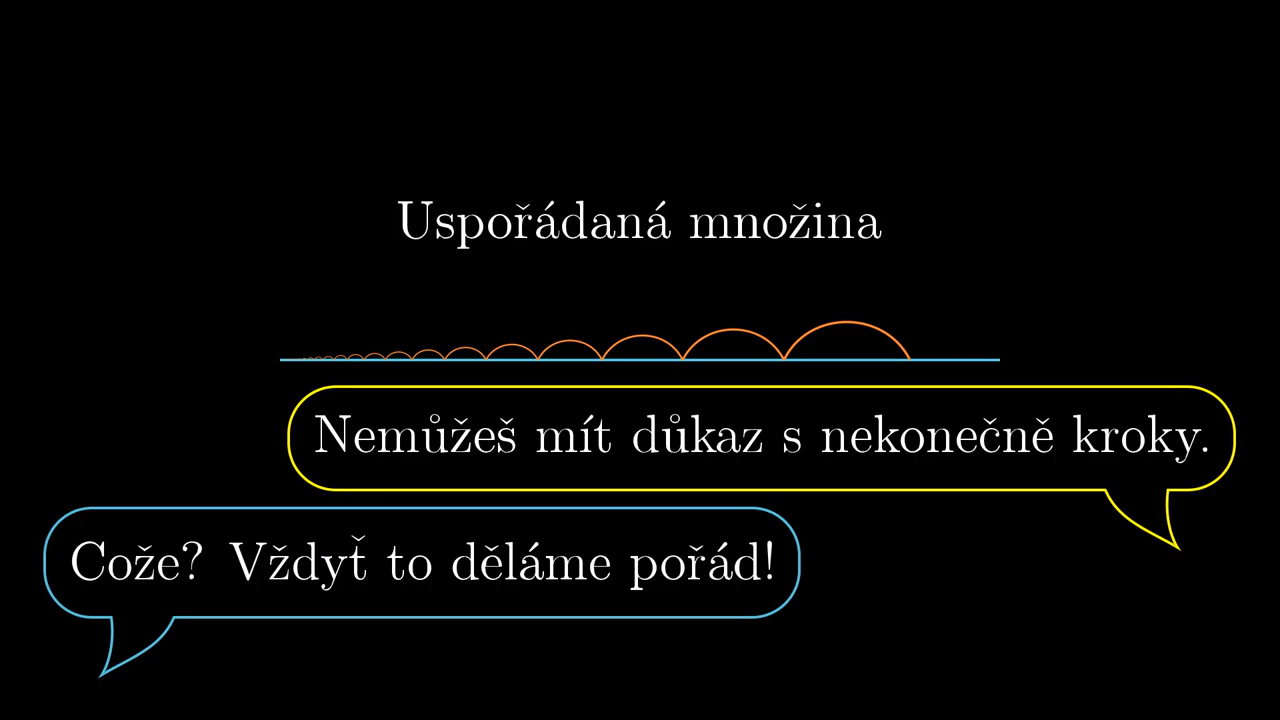 Uspořádaná množina
Nemůžeš mít důkaz s nekonečně kroky.
Cože? Vždyť to děláme pořád!